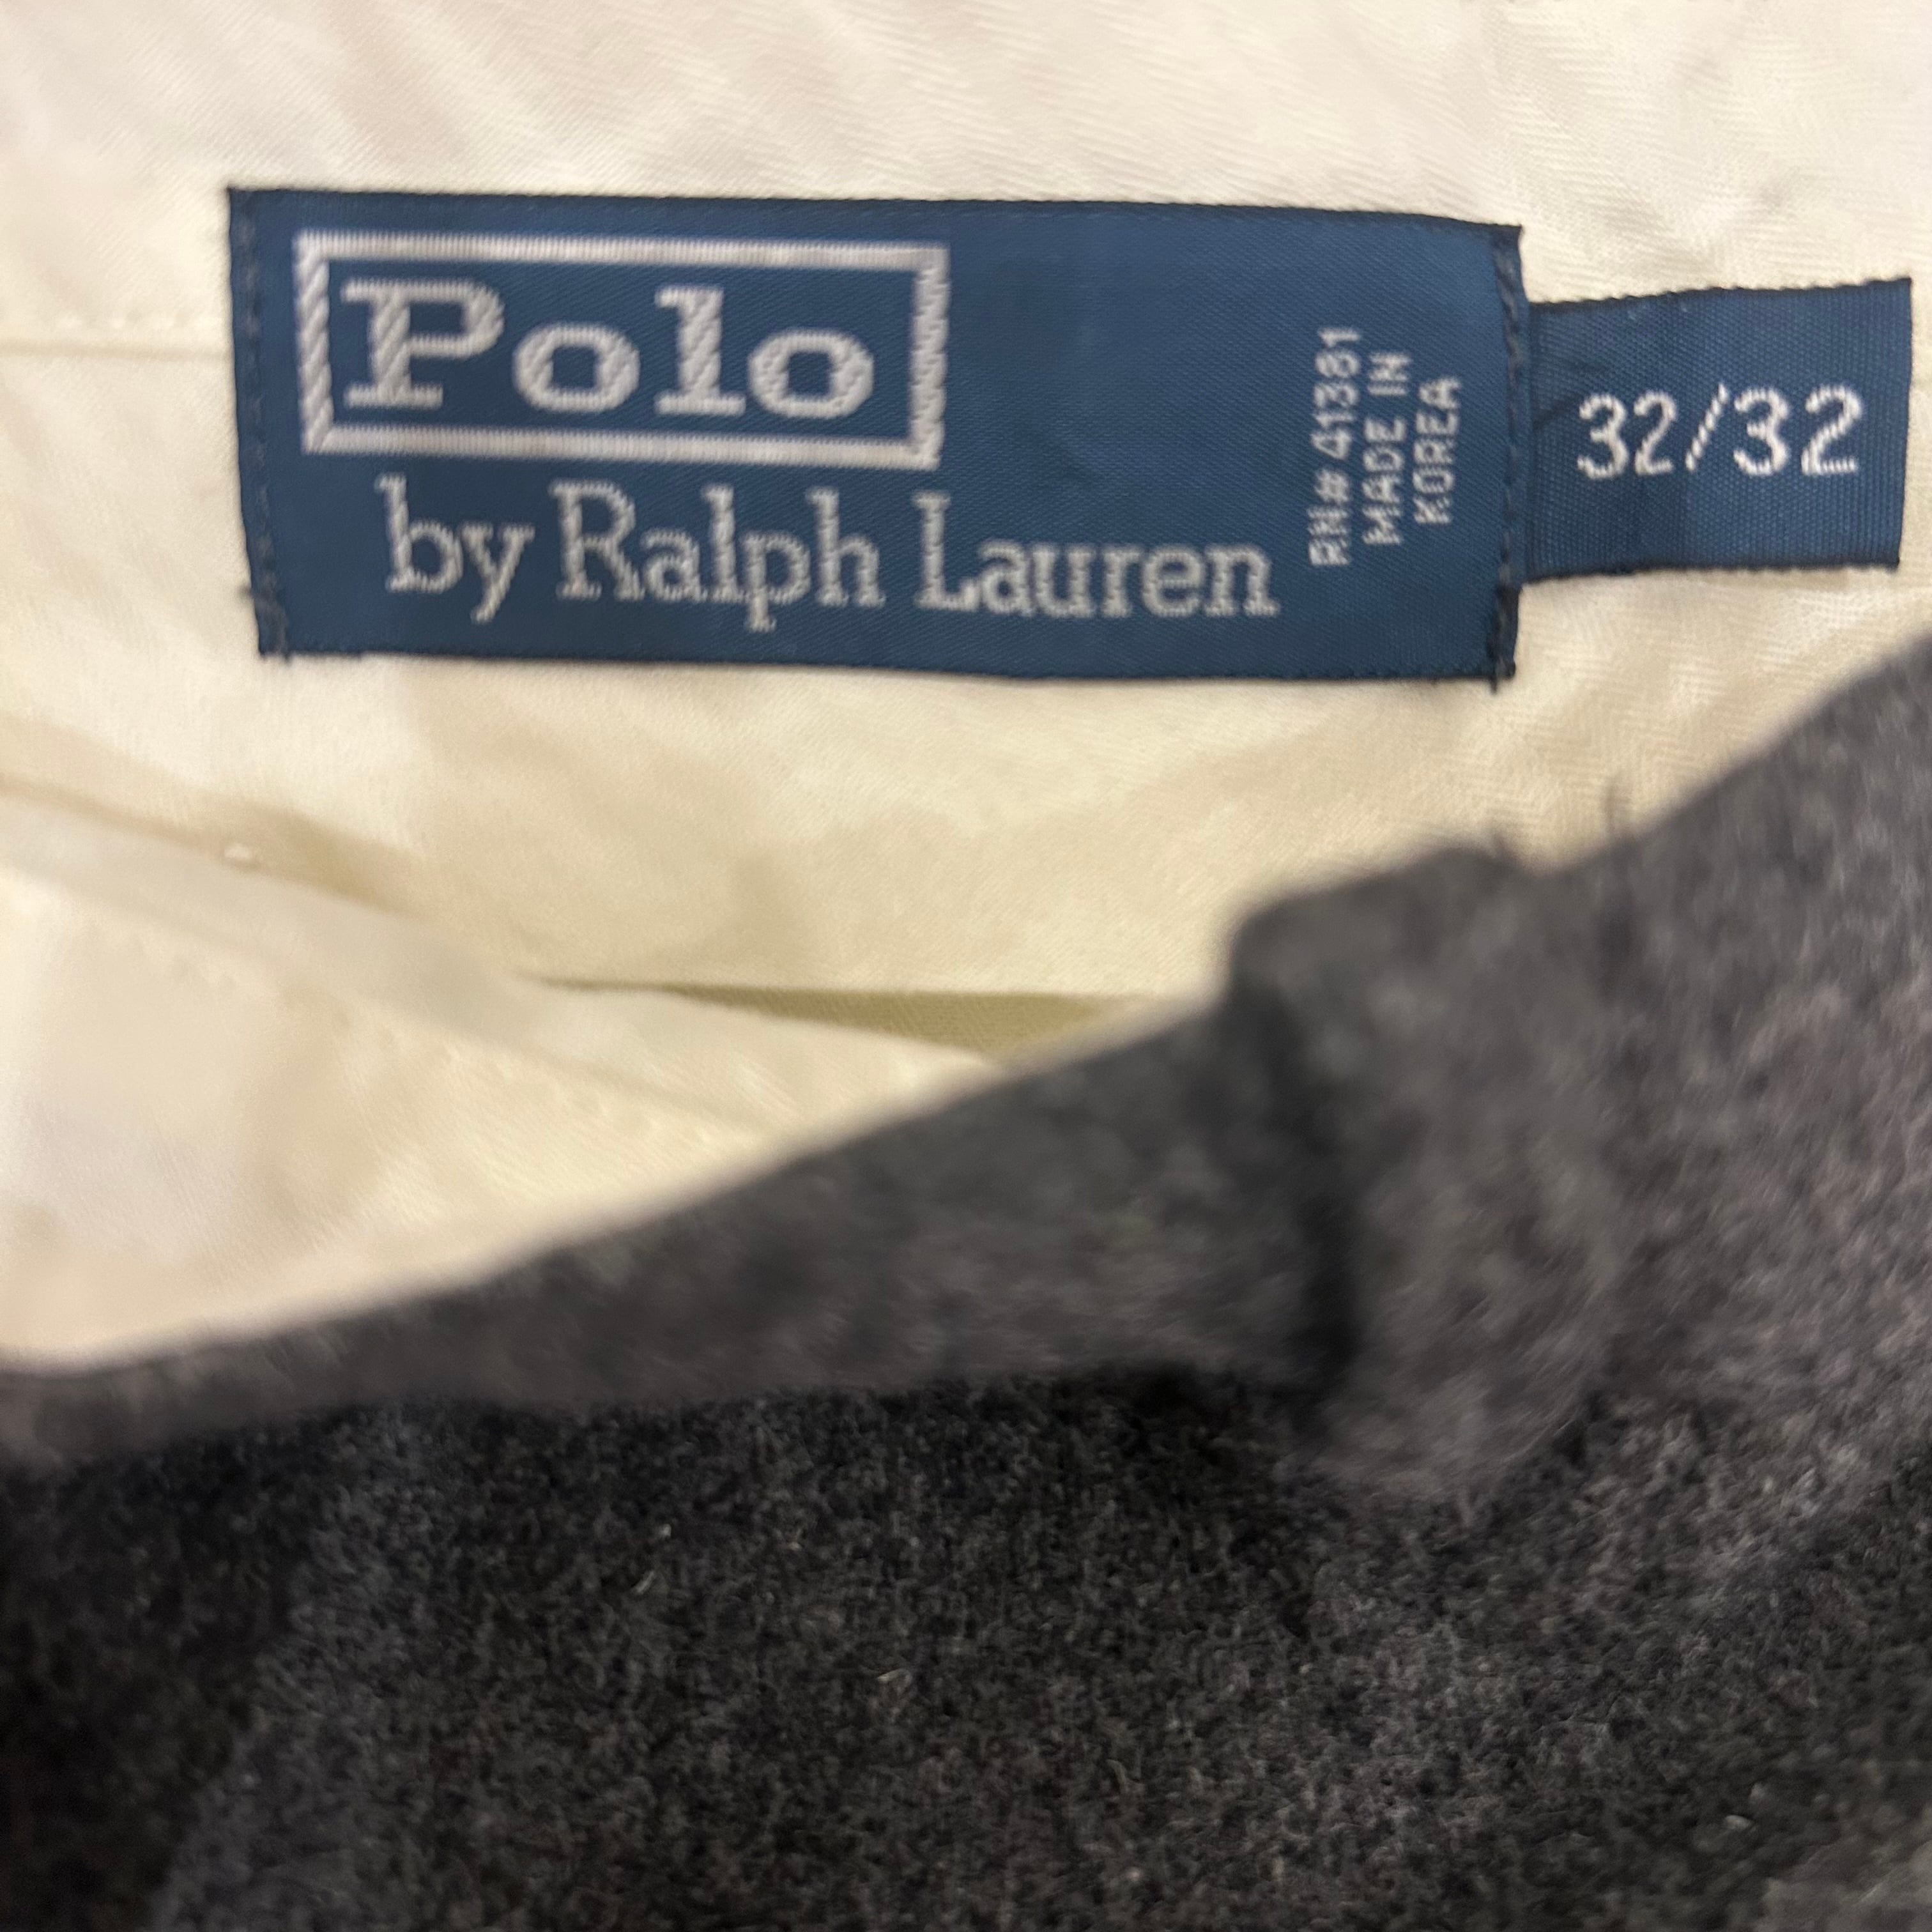 Polo
by Ralph Lauren
RN# 41381
MADE IN
KOREA
32/32